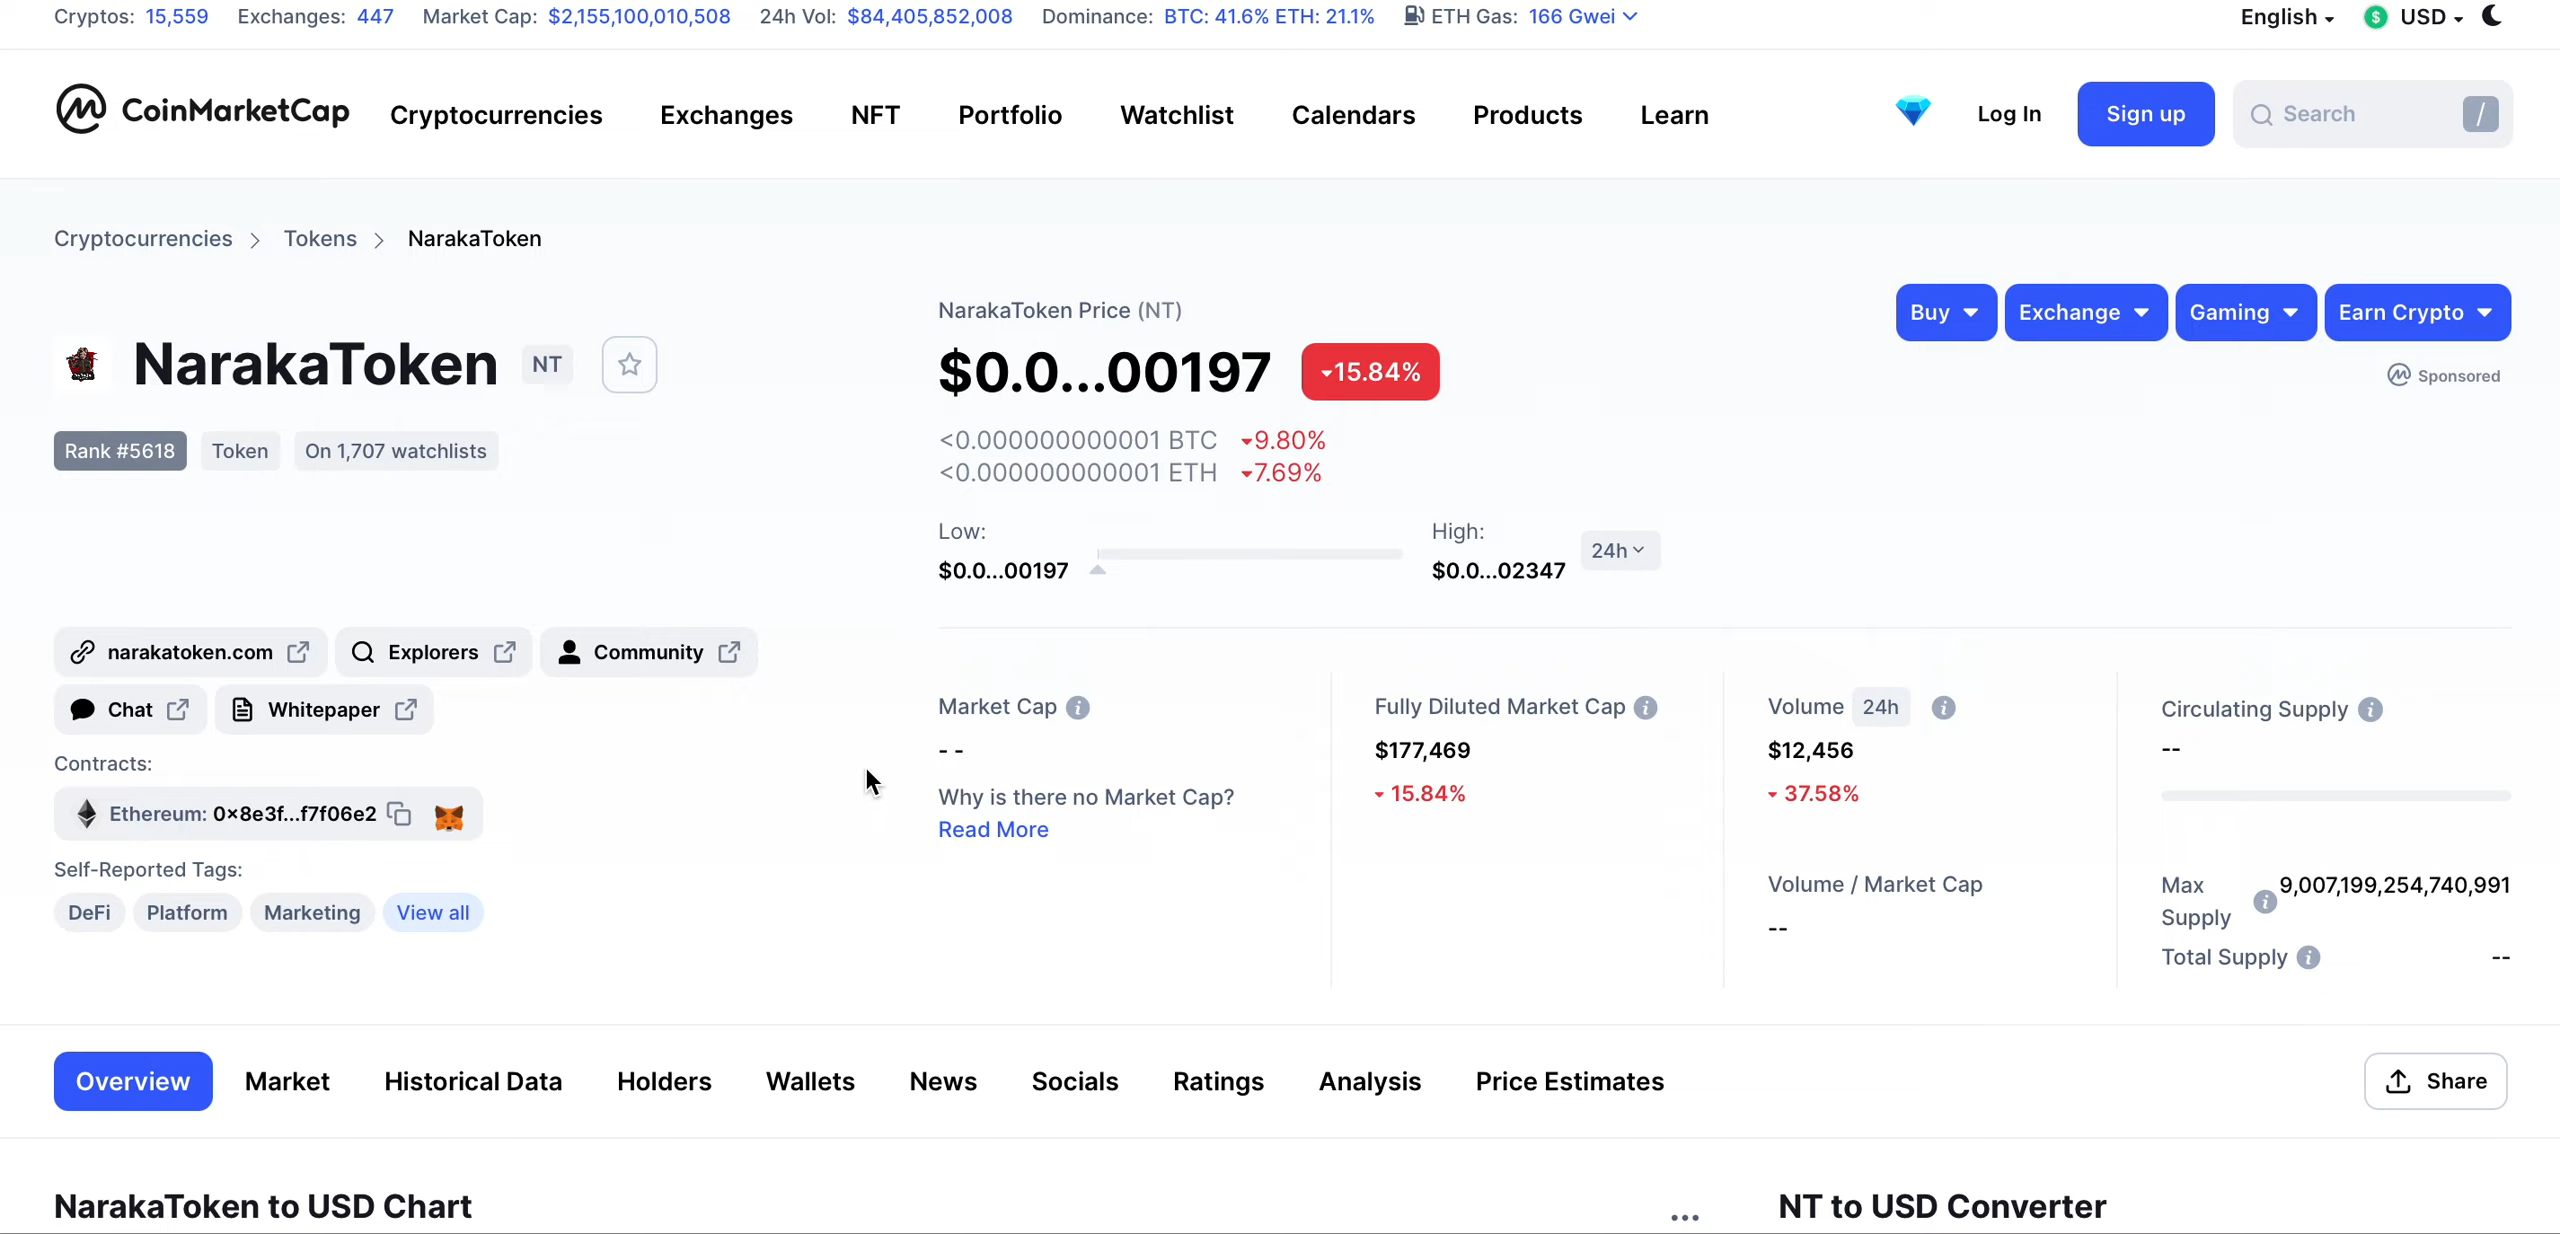 Cryptos: 15,559 Exchanges: 447 Market Cap: $2,155,100,010,508 24h Vol: $84,405,852,008 Dominance: BTC: 41.6% ETH: 21.1% ETH Gas: 166 Gwei English USD
CoinMarketCap Cryptocurrencies Exchanges NFT Portfolio Watchlist Calendars Products Learn Log In Sign up Search /
Cryptocurrencies > Tokens > NarakaToken
NarakaToken NT
Rank #5618 Token On 1,707 watchlists
narakatoken.com Explorers Community
Chat Whitepaper
Contracts:
Ethereum: 0x8e3f...f7f06e2
Self-Reported Tags:
DeFi Platform Marketing View all
NarakaToken Price (NT)
$0.0...00197 15.84%
<0.000000000001 BTC 9.80%
<0.000000000001 ETH 7.69%
Low:
$0.0...00197
High:
$0.0...02347
24h
Buy Exchange Gaming Earn Crypto
Sponsored
Market Cap
- -
Why is there no Market Cap?
Read More
Fully Diluted Market Cap
$177,469
15.84%
Volume 24h
$12,456
37.58%
Volume / Market Cap
--
Circulating Supply
--
Max Supply 9,007,199,254,740,991
Total Supply --
Overview Market Historical Data Holders Wallets News Socials Ratings Analysis Price Estimates Share
NarakaToken to USD Chart ...
NT to USD Converter